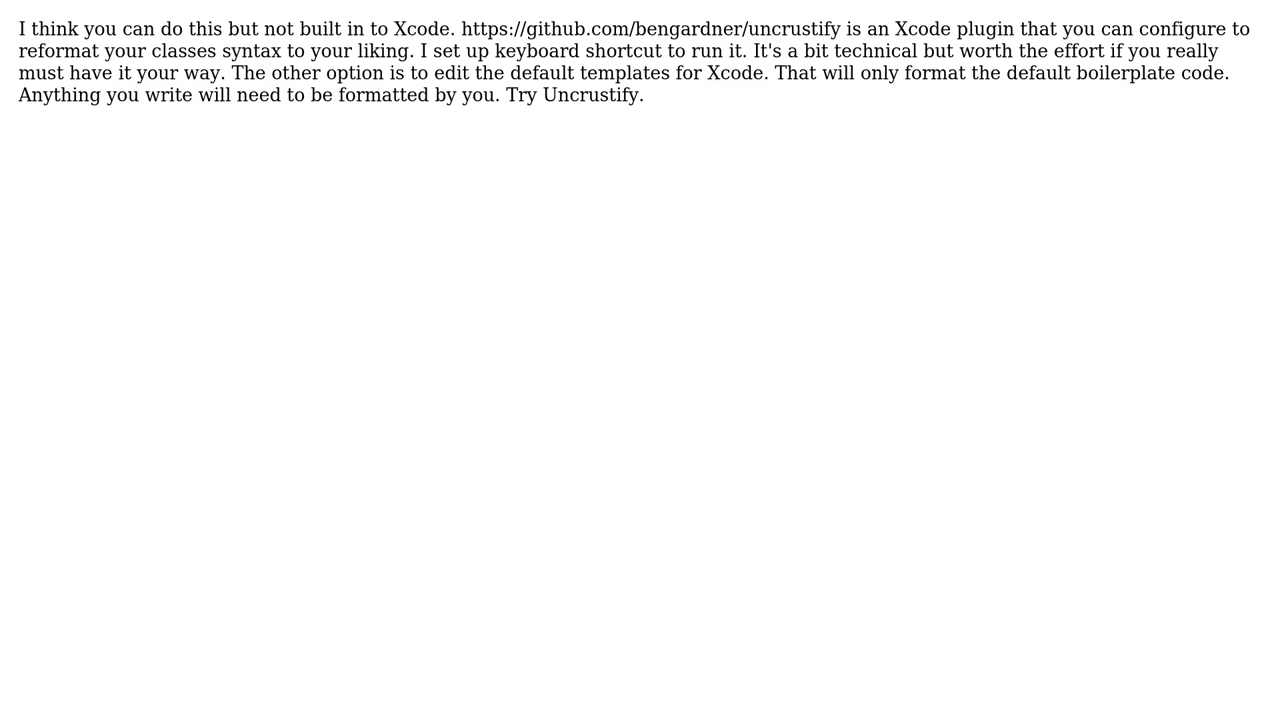 I think you can do this but not built in to Xcode. https://github.com/bengardner/uncrustify is an Xcode plugin that you can configure to
reformat your classes syntax to your liking. I set up keyboard shortcut to run it. It's a bit technical but worth the effort if you really
must have it your way. The other option is to edit the default templates for Xcode. That will only format the default boilerplate code.
Anything you write will need to be formatted by you. Try Uncrustify.